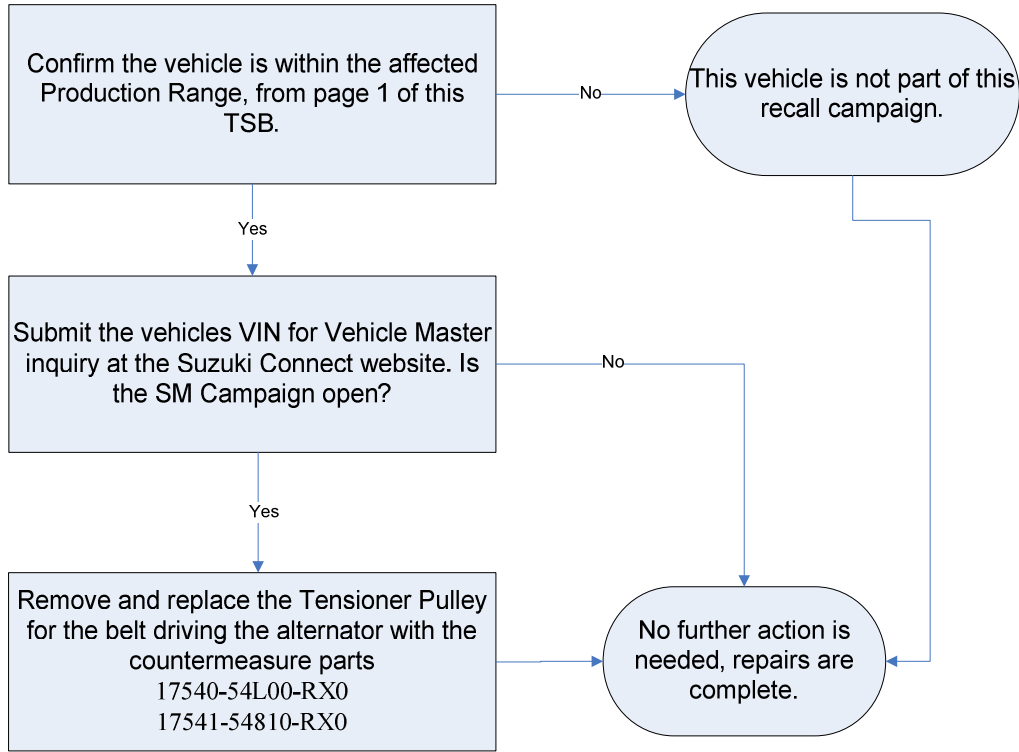 Confirm the vehicle is within the affected
Production Range, from page 1 of this
TSB.
No
This vehicle is not part of this
recall campaign.
Yes
Submit the vehicles VIN for Vehicle Master
inquiry at the Suzuki Connect website. Is
the SM Campaign open?
No
Yes
Remove and replace the Tensioner Pulley
for the belt driving the alternator with the
countermeasure parts
17540-54L00-RX0
17541-54810-RX0
No further action is
needed, repairs are
complete.